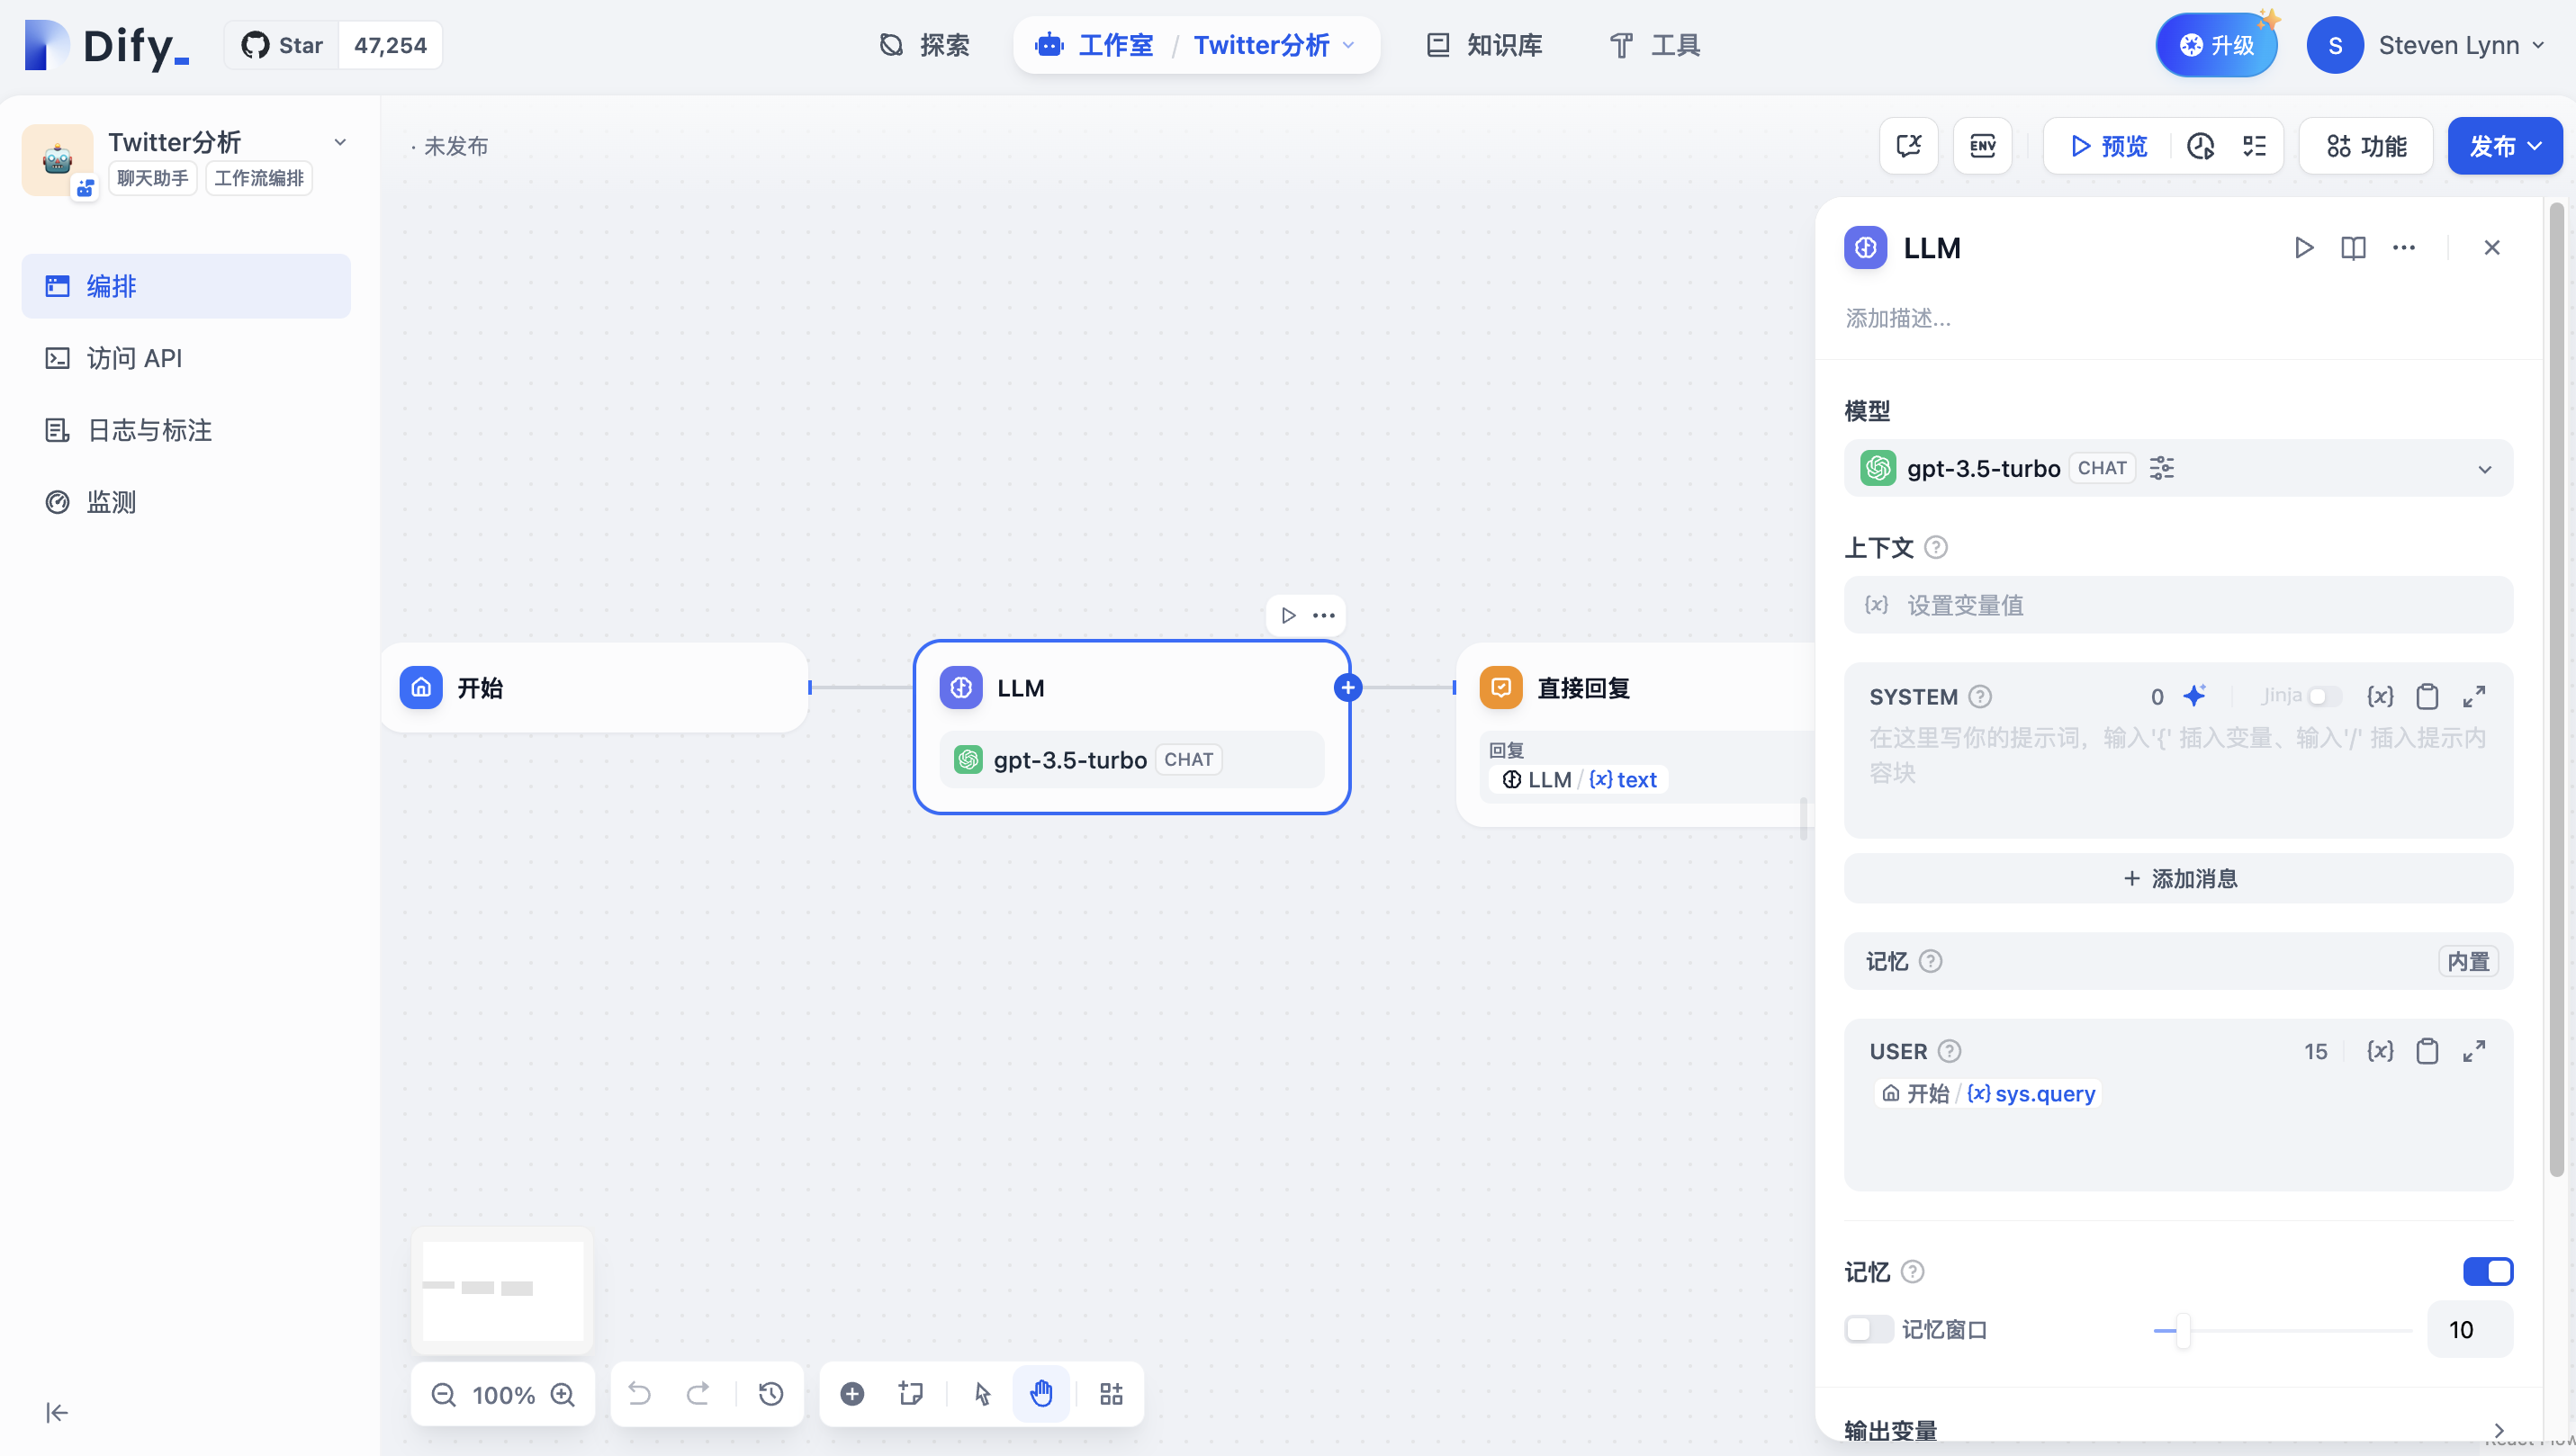 Dify_
Star 47,254
探索
工作室 / Twitter分析
知识库
工具
升级
S Steven Lynn
Twitter分析
聊天助手 工作流编排
编排
访问 API
日志与标注
监测
· 未发布
ENV
预览
功能
发布
开始
LLM
gpt-3.5-turbo CHAT
直接回复
回复
LLM / {x} text
100%
LLM
添加描述...
模型
gpt-3.5-turbo CHAT
上下文
{x} 设置变量值
SYSTEM 0 Jinja {x}
在这里写你的提示词，输入'{' 插入变量、输入'/' 插入提示内
容块
+ 添加消息
记忆 内置
USER 15 {x}
开始 / {x} sys.query
记忆
记忆窗口 10
输出变量